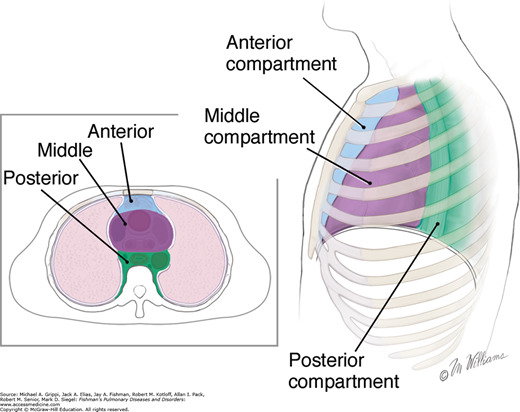 Anterior
compartment
Middle
compartment
Anterior
Middle
Posterior
Posterior
compartment
© M Williams
Source: Michael A. Grippi, Jack A. Elias, Jay A. Fishman, Robert M. Kotloff, Allan I. Pack,
Robert M. Senior, Mark D. Siegel: Fishman's Pulmonary Diseases and Disorders:
www.accessmedicine.com
Copyright © McGraw-Hill Education. All rights reserved.